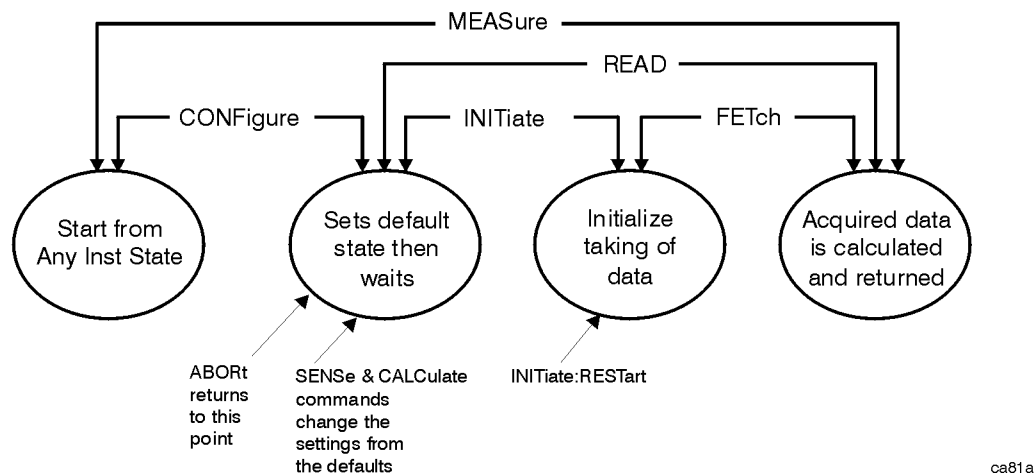 MEASure
READ
CONFigure
INITiate
FETch
Start from
Any Inst State
Sets default
state then
waits
Initialize
taking of
data
Acquired data
is calculated
and returned
ABORt
returns
to this
point
SENSe & CALCulate
commands
change the
settings from
the defaults
INITiate:RESTart
ca81a